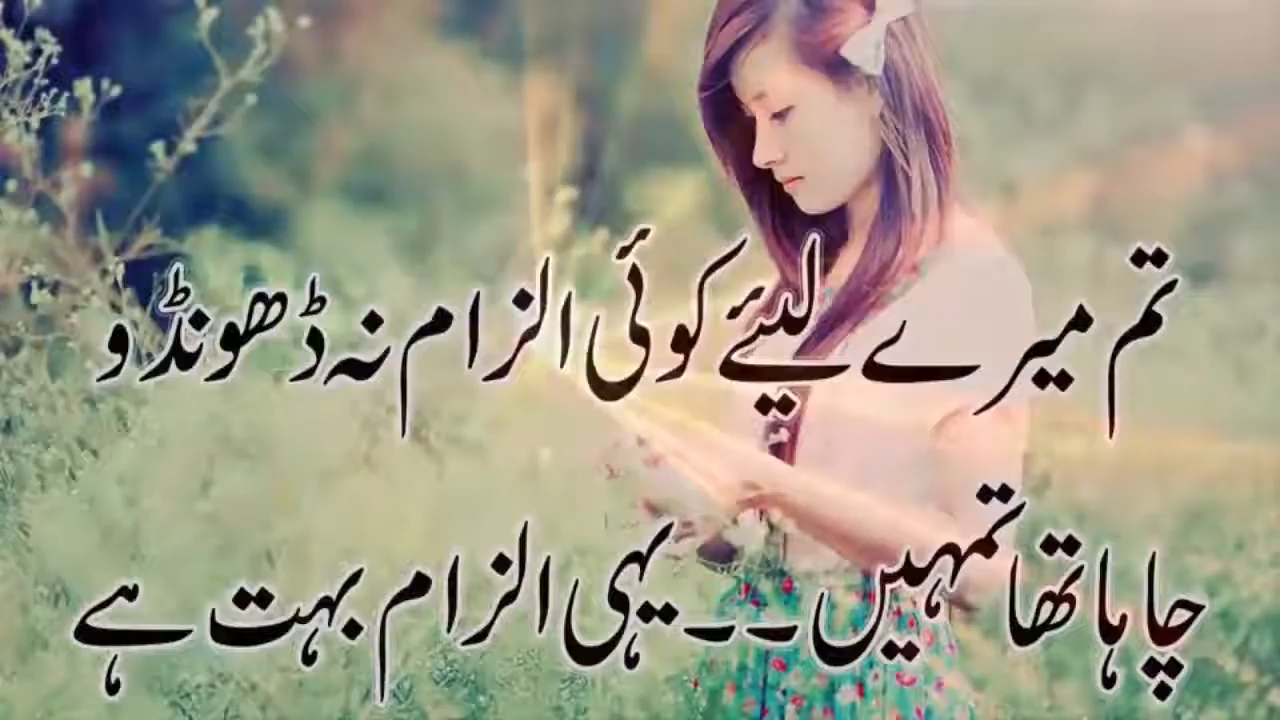 تم میرے لیئے کوئی الزام نہ ڈھونڈو
چاہا تھا تمہیں۔۔یہی الزام بہت ہے